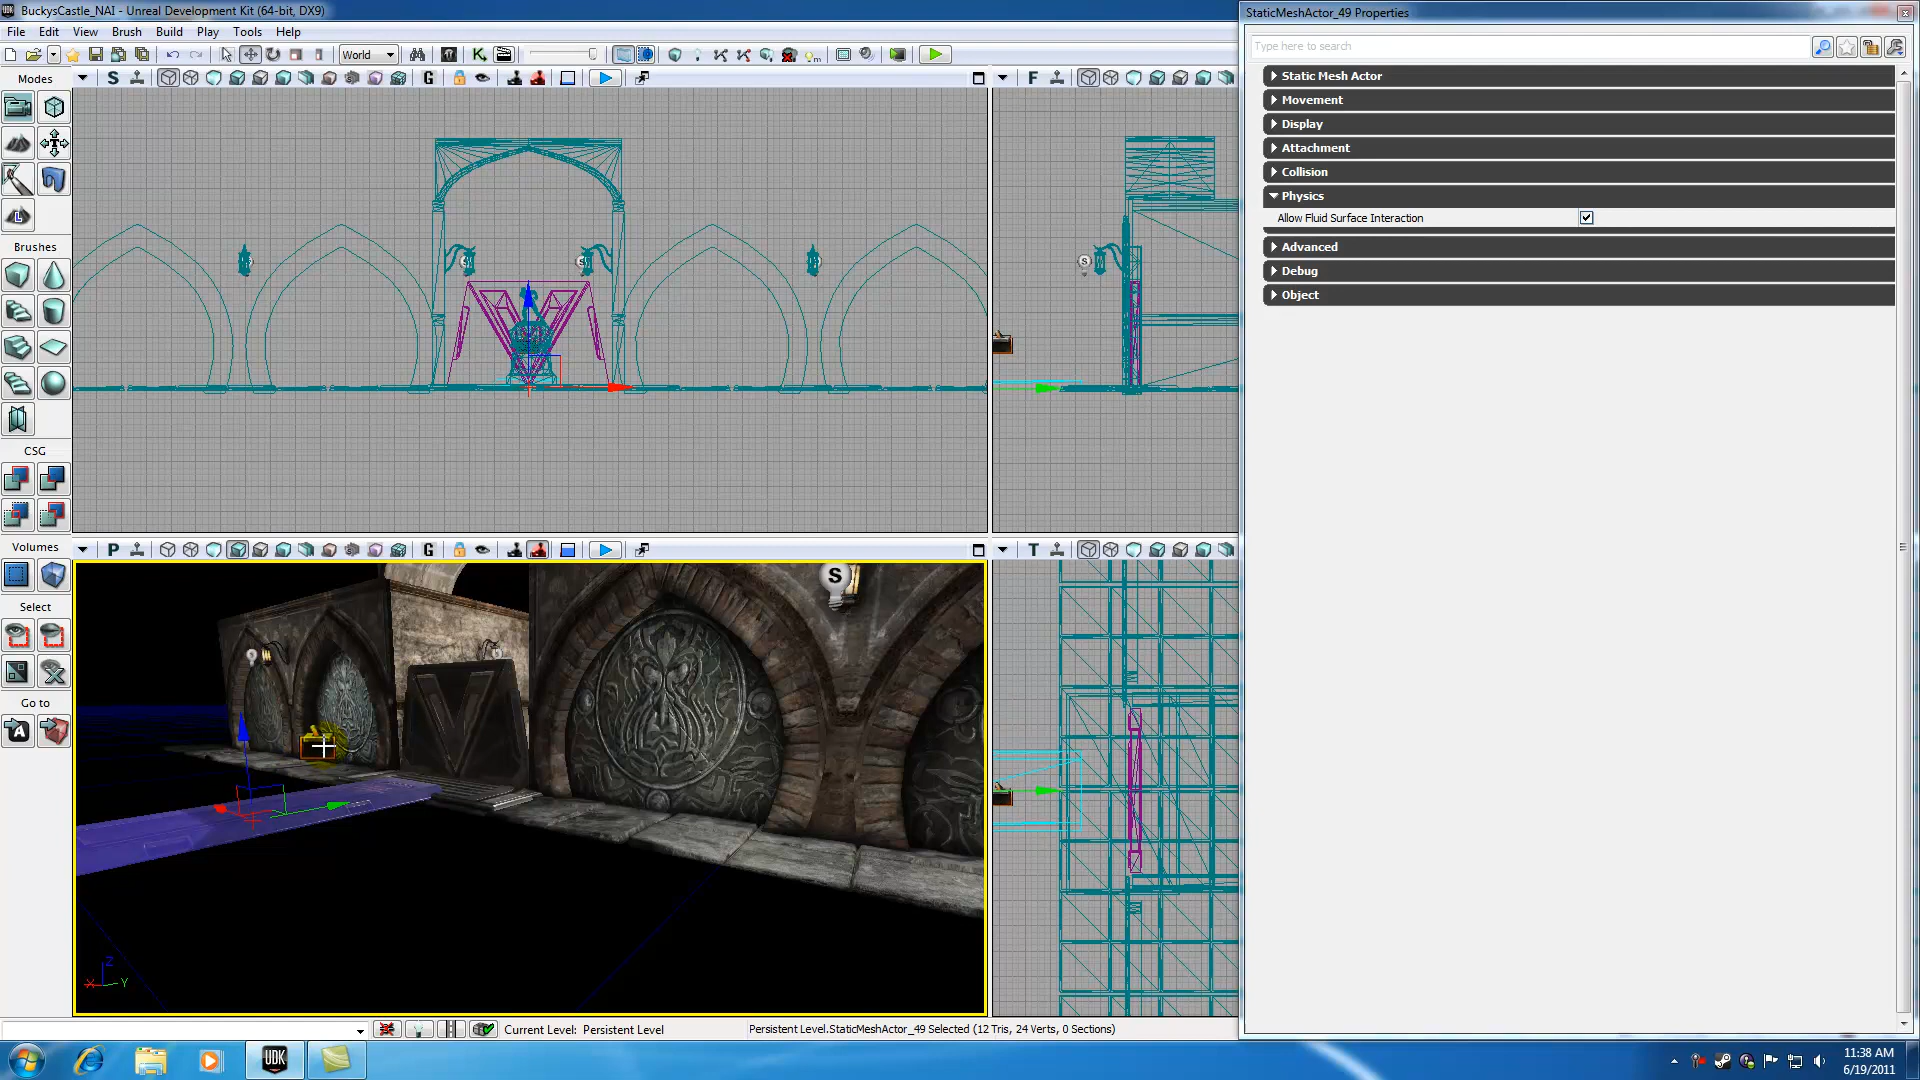 BuckysCastle_NAI - Unreal Development Kit (64-bit, DX9)
File Edit View Brush Build Play Tools Help
World
G
Modes
S
G
F
Brushes
CSG
Volumes
Select
Go to
P
G
T
S
Z
X
Y
Current Level: Persistent Level
Persistent Level.StaticMeshActor_49 Selected (12 Tris, 24 Verts, 0 Sections)
StaticMeshActor_49 Properties
Type here to search
Static Mesh Actor
Movement
Display
Attachment
Collision
Physics
Allow Fluid Surface Interaction
Advanced
Debug
Object
UDK
11:38 AM
6/19/2011